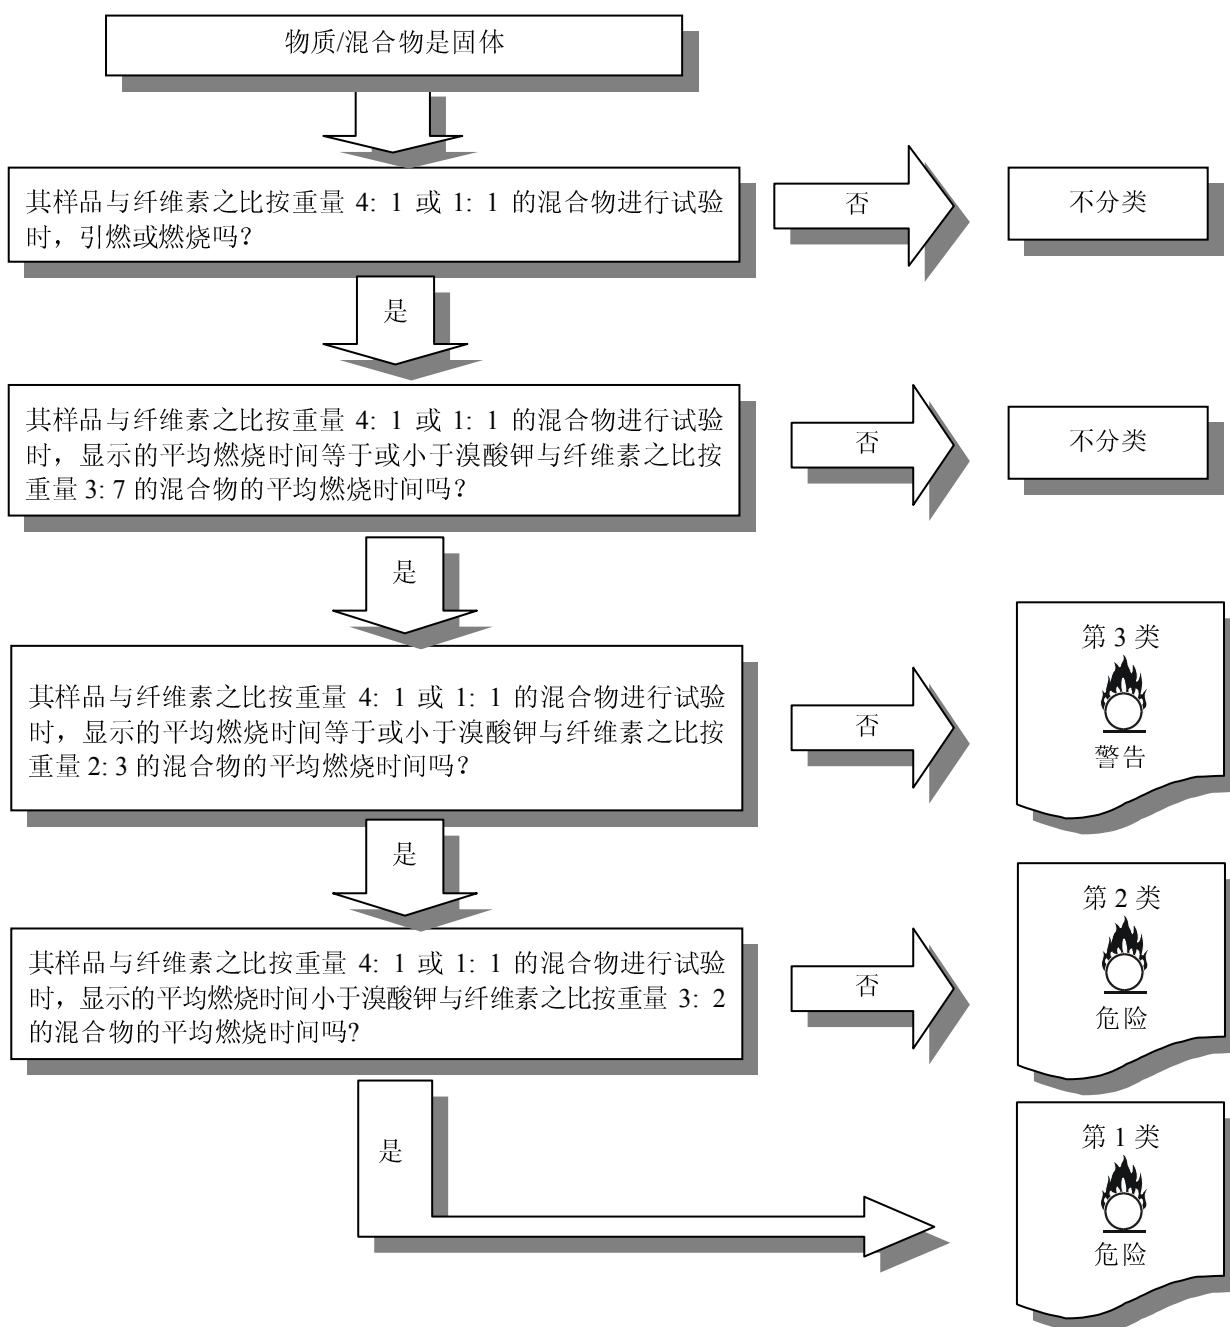 物质/混合物是固体
其样品与纤维素之比按重量 4: 1 或 1: 1 的混合物进行试验
时，引燃或燃烧吗？
否
不分类
是
其样品与纤维素之比按重量 4: 1 或 1: 1 的混合物进行试验
时，显示的平均燃烧时间等于或小于溴酸钾与纤维素之比按
重量 3: 7 的混合物的平均燃烧时间吗？
否
不分类
是
其样品与纤维素之比按重量 4: 1 或 1: 1 的混合物进行试验
时，显示的平均燃烧时间等于或小于溴酸钾与纤维素之比按
重量 2: 3 的混合物的平均燃烧时间吗？
否
第 3 类
警告
是
其样品与纤维素之比按重量 4: 1 或 1: 1 的混合物进行试验
时，显示的平均燃烧时间小于溴酸钾与纤维素之比按重量 3: 2
的混合物的平均燃烧时间吗?
否
第 2 类
危险
是
第 1 类
危险